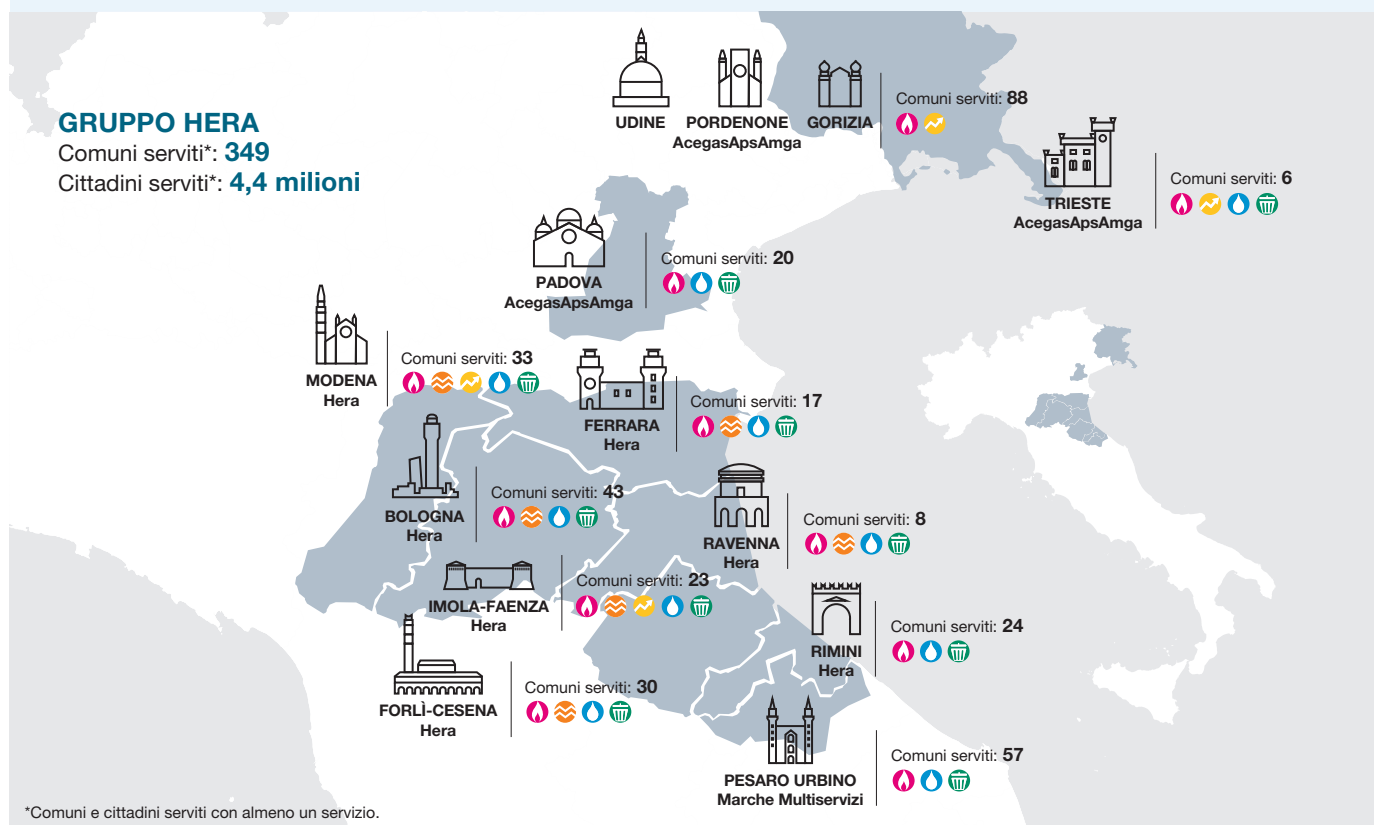 GRUPPO HERA
Comuni serviti*: 349
Cittadini serviti*: 4,4 milioni
UDINE
PORDENONE
AcegasApsAmga
GORIZIA
Comuni serviti: 88
TRIESTE
AcegasApsAmga
Comuni serviti: 6
PADOVA
AcegasApsAmga
Comuni serviti: 20
MODENA
Hera
Comuni serviti: 33
FERRARA
Hera
Comuni serviti: 17
BOLOGNA
Hera
Comuni serviti: 43
RAVENNA
Hera
Comuni serviti: 8
IMOLA-FAENZA
Hera
Comuni serviti: 23
RIMINI
Hera
Comuni serviti: 24
FORLÌ-CESENA
Hera
Comuni serviti: 30
PESARO URBINO
Marche Multiservizi
Comuni serviti: 57
*Comuni e cittadini serviti con almeno un servizio.